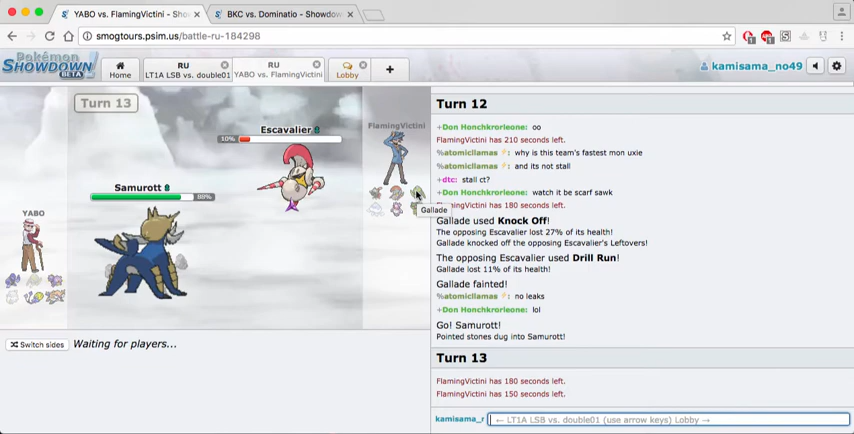 YABO vs. FlamingVictini - Sho
BKC vs. Dominatio - Showdow
smogtours.psim.us/battle-ru-184298
Pokémon
SHOWDOWN
BETA
Home
RU
LT1A LSB vs. double01
RU
YABO vs. FlamingVictini
Lobby
+
kamisama_no49
Turn 13
Escavalier
10%
FlamingVictini
Samurott
89%
Gallade
YABO
Switch sides
Waiting for players...
Turn 12
+Don Honchkrorleone: oo
FlamingVictini has 210 seconds left.
%atomicllamas: why is this team's fastest mon uxie
%atomicllamas: and its not stall
+dtc: stall ct?
+Don Honchkrorleone: watch it be scarf sawk
FlamingVictini has 180 seconds left.
Gallade used Knock Off!
The opposing Escavalier lost 27% of its health!
Gallade knocked off the opposing Escavalier's Leftovers!
The opposing Escavalier used Drill Run!
Gallade lost 11% of its health!
Gallade fainted!
%atomicllamas: no leaks
+Don Honchkrorleone: lol
Go! Samurott!
Pointed stones dug into Samurott!
Turn 13
FlamingVictini has 180 seconds left.
FlamingVictini has 150 seconds left.
kamisama_
← LT1A LSB vs. double01 (use arrow keys) Lobby →